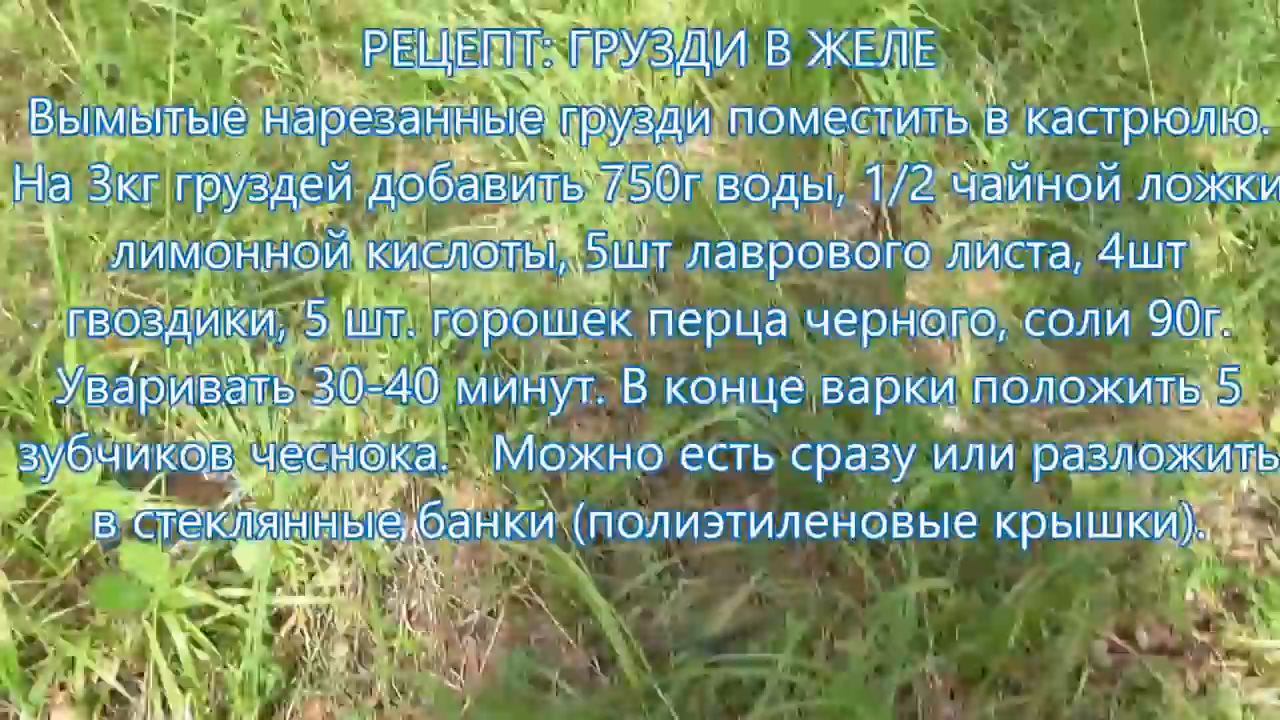 РЕЦЕПТ: ГРУЗДИ В ЖЕЛЕ
Вымытые нарезанные грузди поместить в кастрюлю.
На 3кг груздей добавить 750г воды, 1/2 чайной ложки
лимонной кислоты, 5шт лаврового листа, 4шт
гвоздики, 5 шт. горошек перца черного, соли 90г.
Уваривать 30-40 минут. В конце варки положить 5
зубчиков чеснока. Можно есть сразу или разложить
в стеклянные банки (полиэтиленовые крышки).